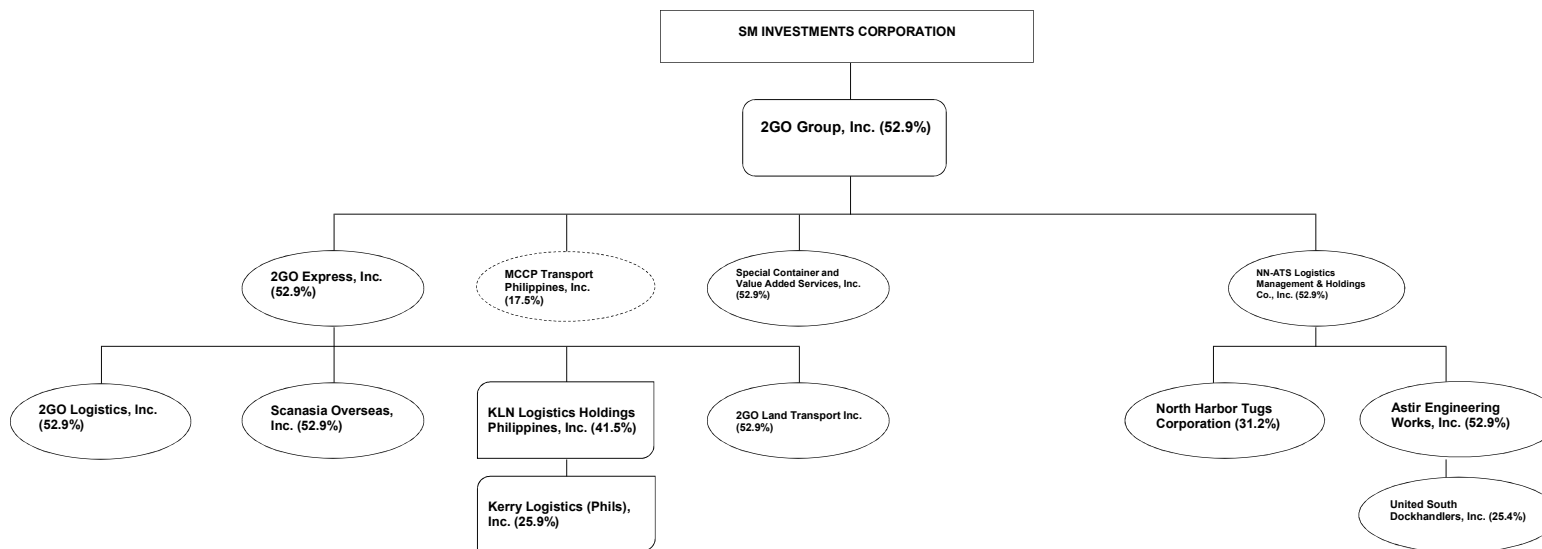 SM INVESTMENTS CORPORATION
2GO Group, Inc. (52.9%)
2GO Express, Inc.
(52.9%)
MCCP Transport
Philippines, Inc.
(17.5%)
Special Container and
Value Added Services, Inc.
(52.9%)
NN-ATS Logistics
Management & Holdings
Co., Inc. (52.9%)
2GO Logistics, Inc.
(52.9%)
Scanasia Overseas,
Inc. (52.9%)
KLN Logistics Holdings
Philippines, Inc. (41.5%)
2GO Land Transport Inc.
(52.9%)
North Harbor Tugs
Corporation (31.2%)
Astir Engineering
Works, Inc. (52.9%)
Kerry Logistics (Phils),
Inc. (25.9%)
United South
Dockhandlers, Inc. (25.4%)